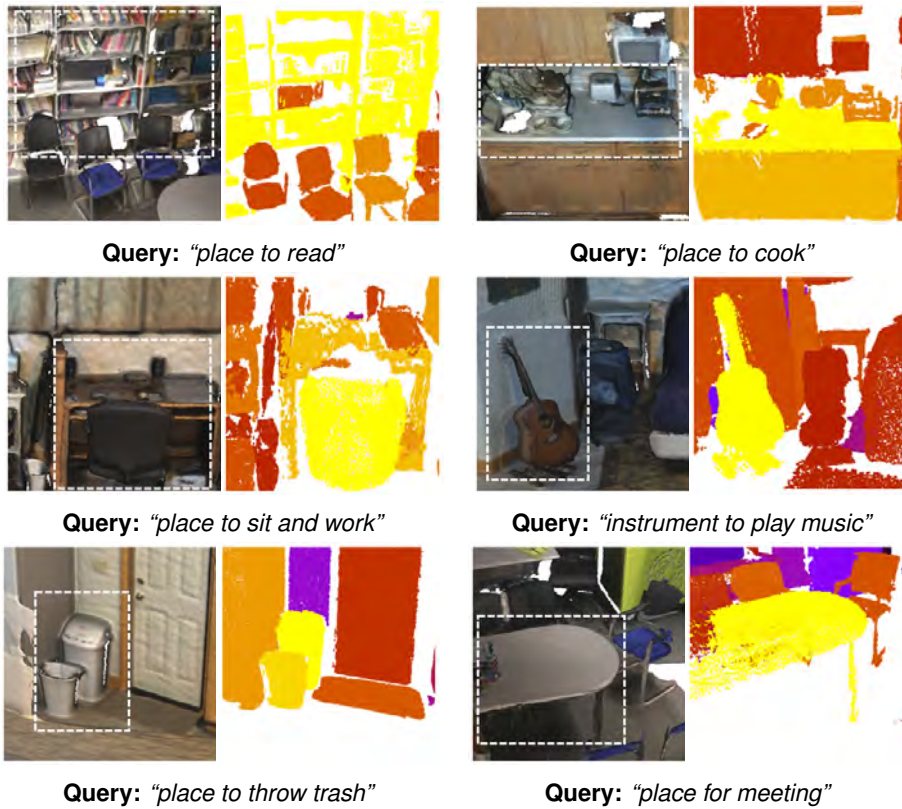 Query: "place to read"
Query: "place to cook"
Query: "place to sit and work"
Query: "instrument to play music"
Query: "place to throw trash"
Query: "place for meeting"